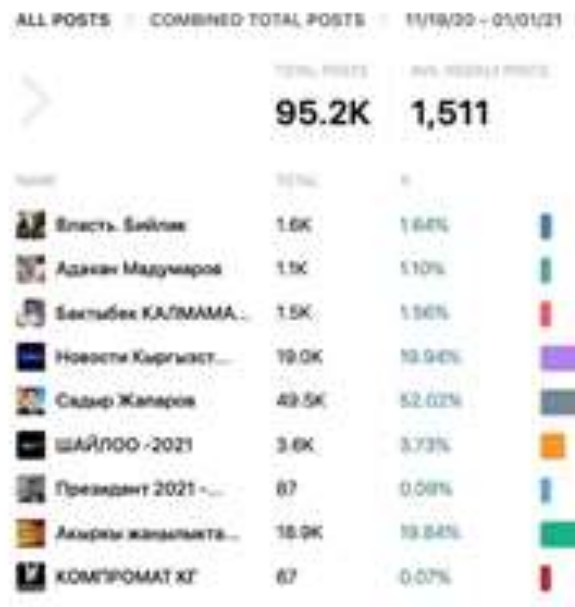 ALL POSTS COMBINED TOTAL POSTS 11/19/20 - 01/01/21
TOTAL POSTS AVG. WEEKLY POSTS
95.2K 1,511
NAME TOTAL %
Власть. Бийлик 1.6K 1.64%
Адахан Мадумаров 1.1K 1.10%
Бактыбек КАЛМАМА... 1.5K 1.56%
Новости Кыргызст... 19.0K 19.94%
Садыр Жапаров 49.5K 52.02%
ШАЙЛОО -2021 3.6K 3.73%
Президент 2021 -... 87 0.09%
Акыркы жаңылыкта... 18.9K 19.84%
КОМПРОМАТ КГ 67 0.07%